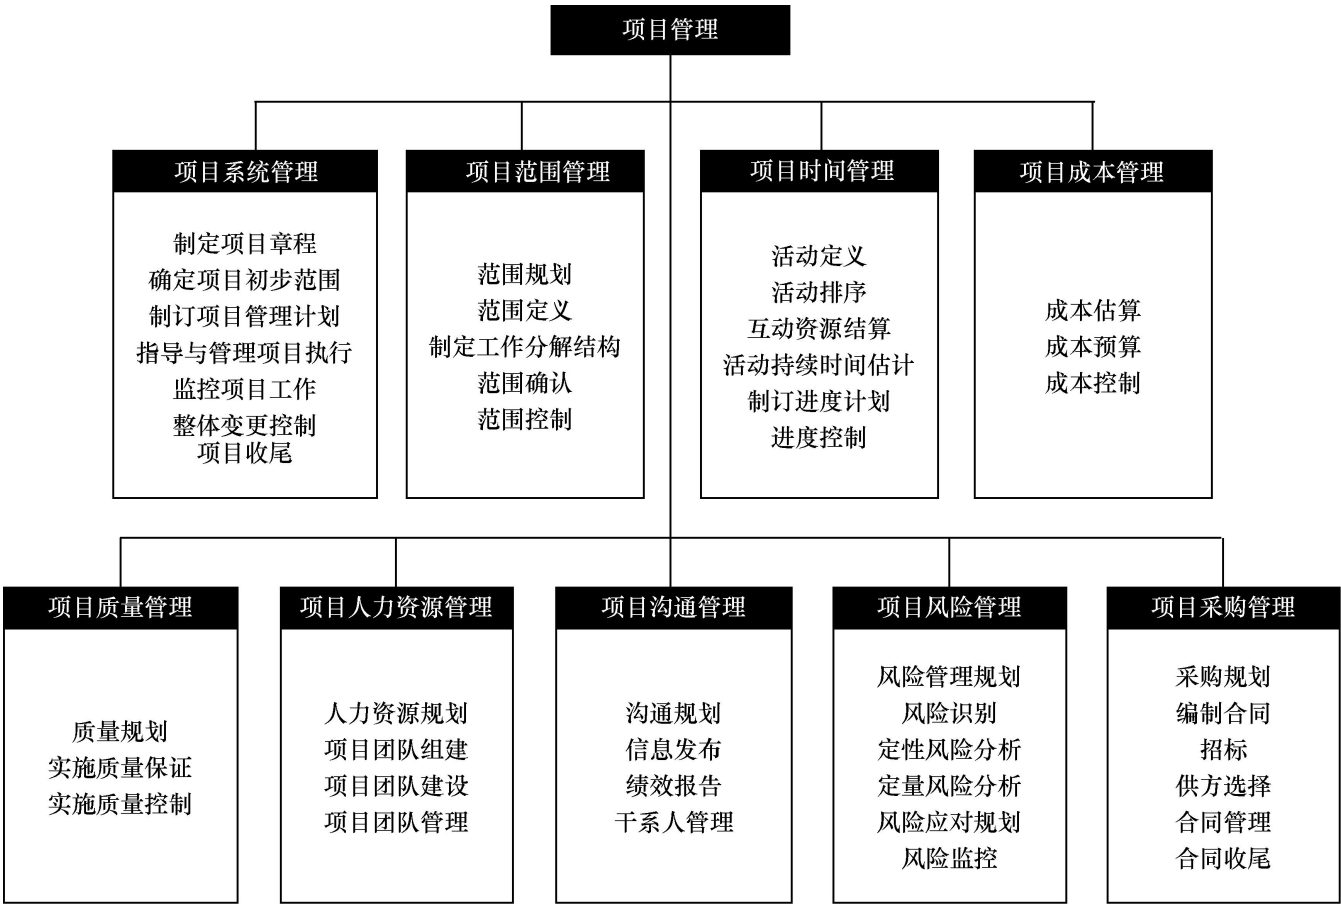 项目管理
项目系统管理
制定项目章程
确定项目初步范围
制订项目管理计划
指导与管理项目执行
监控项目工作
整体变更控制
项目收尾
项目范围管理
范围规划
范围定义
制定工作分解结构
范围确认
范围控制
项目时间管理
活动定义
活动排序
互动资源结算
活动持续时间估计
制订进度计划
进度控制
项目成本管理
成本估算
成本预算
成本控制
项目质量管理
质量规划
实施质量保证
实施质量控制
项目人力资源管理
人力资源规划
项目团队组建
项目团队建设
项目团队管理
项目沟通管理
沟通规划
信息发布
绩效报告
干系人管理
项目风险管理
风险管理规划
风险识别
定性风险分析
定量风险分析
风险应对规划
风险监控
项目采购管理
采购规划
编制合同
招标
供方选择
合同管理
合同收尾